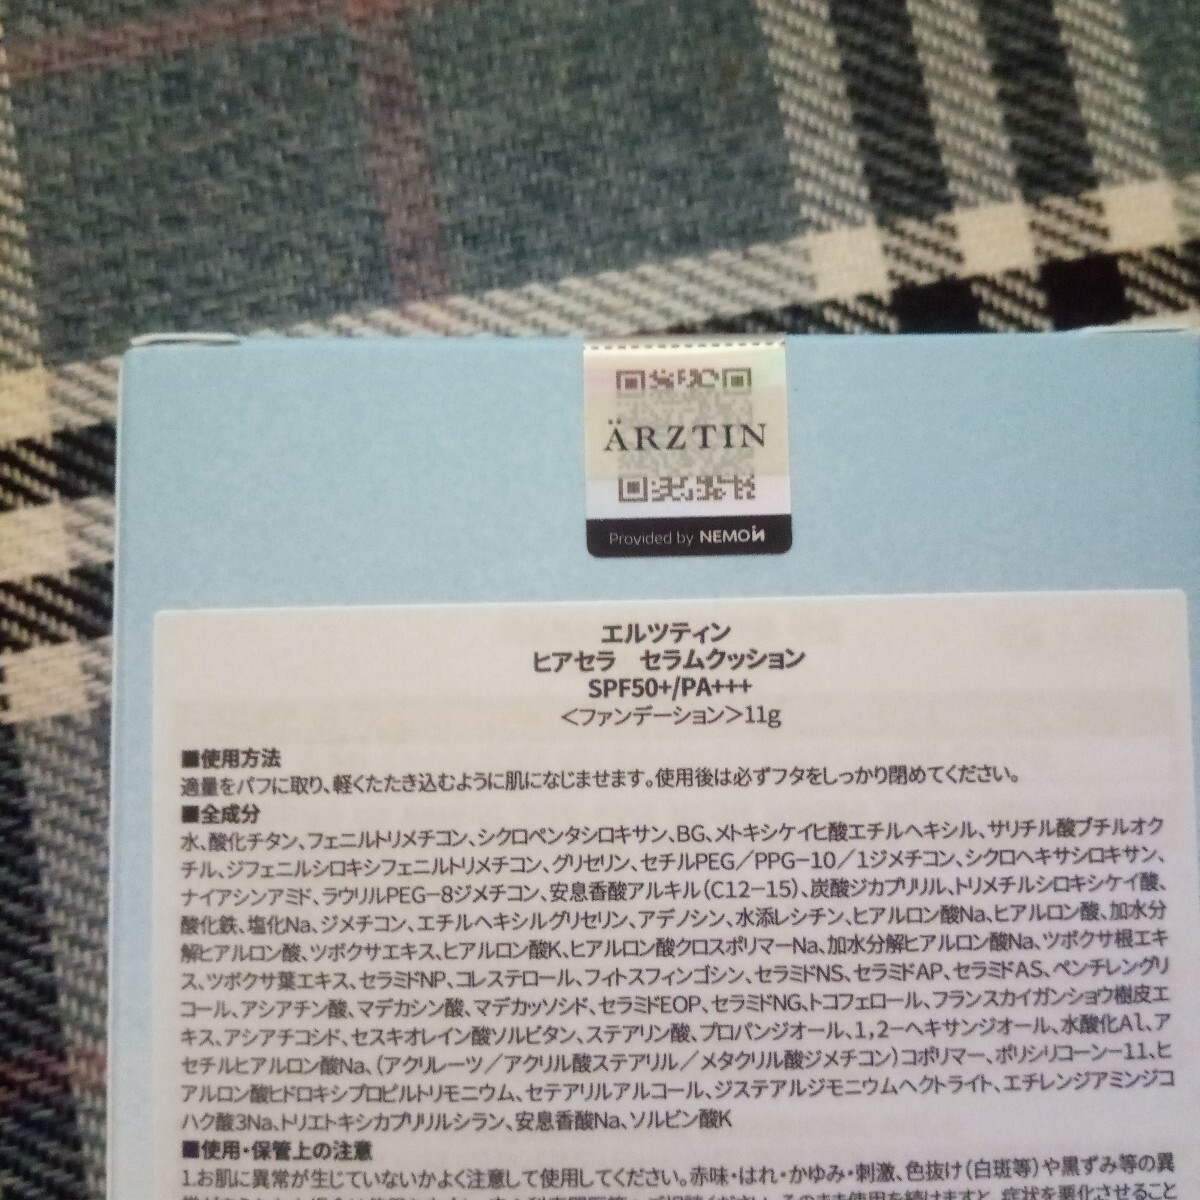 ÄRZTIN
Provided by NEMOIN
エルツティン
ヒアセラ　セラムクッション
SPF50+/PA+++
<ファンデーション>11g
■使用方法
適量をパフに取り、軽くたたき込むように肌になじませます。使用後は必ずフタをしっかり閉めてください。
■全成分
水、酸化チタン、フェニルトリメチコン、シクロペンタシロキサン、BG、メトキシケイヒ酸エチルヘキシル、サリチル酸ブチルオク
チル、ジフェニルシロキシフェニルトリメチコン、グリセリン、セチルPEG／PPG−10／1ジメチコン、シクロヘキサシロキサン、
ナイアシンアミド、ラウリルPEG−8ジメチコン、安息香酸アルキル(C12−15)、炭酸ジカプリリル、トリメチルシロキシケイ酸、
酸化鉄、塩化Na、ジメチコン、エチルヘキシルグリセリン、アデノシン、水添レシチン、ヒアルロン酸Na、ヒアルロン酸、加水分
解ヒアルロン酸、ツボクサエキス、ヒアルロン酸K、ヒアルロン酸クロスポリマーNa、加水分解ヒアルロン酸Na、ツボクサ根エキ
ス、ツボクサ葉エキス、セラミドNP、コレステロール、フィトスフィンゴシン、セラミドNS、セラミドAP、セラミドAS、ペンチレングリ
コール、アシアチン酸、マデカシン酸、マデカッソシド、セラミドEOP、セラミドNG、トコフェロール、フランスカイガンショウ樹皮エ
キス、アシアチコシド、セスキオレイン酸ソルビタン、ステアリン酸、プロパンジオール、1,2−ヘキサンジオール、水酸化Al、ア
セチルヒアルロン酸Na、(アクリレーツ／アクリル酸ステアリル／メタクリル酸ジメチコン)コポリマー、ポリシリコーン−11、ヒ
アルロン酸ヒドロキシプロピルトリモニウム、セテアリルアルコール、ジステアルジモニウムヘクトライト、エチレンジアミンジコ
ハク酸3Na、トリエトキシカプリリルシラン、安息香酸Na、ソルビン酸K
■使用・保管上の注意
1.お肌に異常が生じていないかよく注意して使用してください。赤味・はれ・かゆみ・刺激、色抜け(白斑等)や黒ずみ等の異
そのまま使用を続けますと、症状を悪化させること